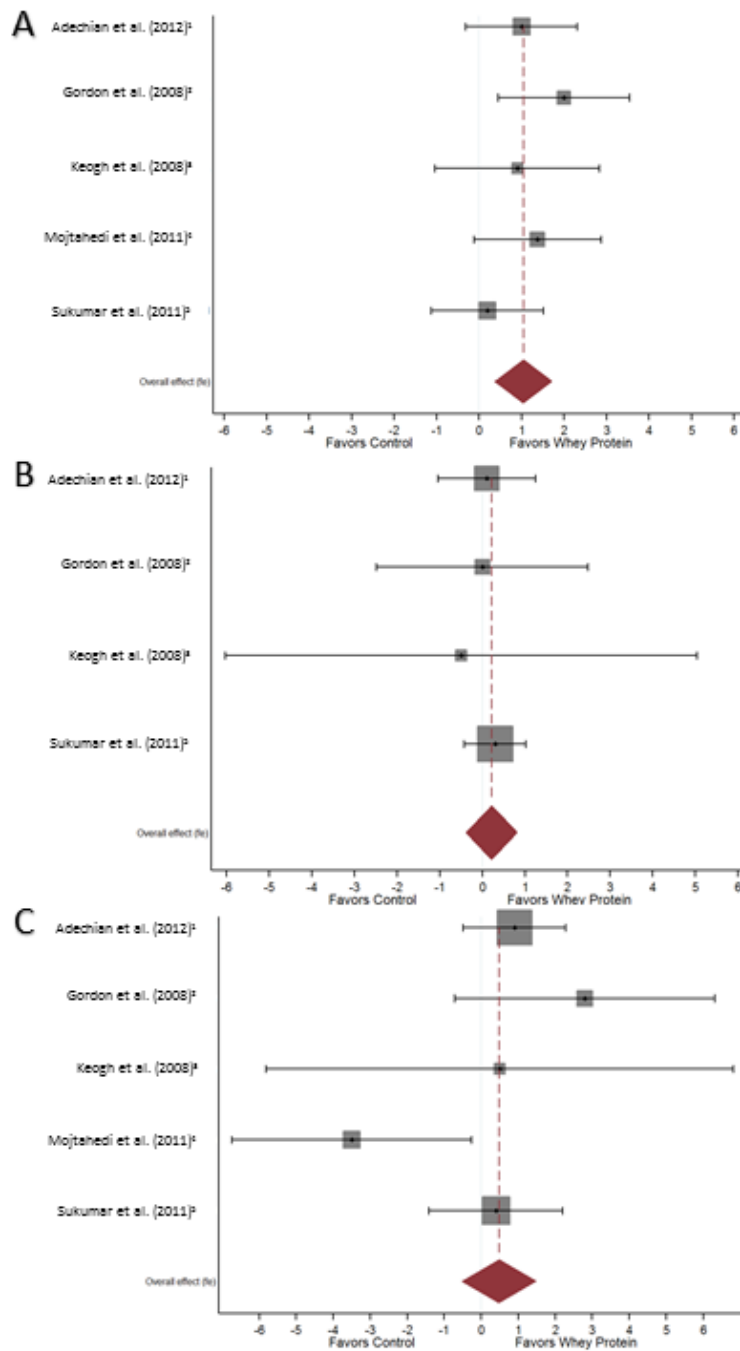 A
Adechian et al. (2012)¹
Gordon et al. (2008)²
Keogh et al. (2008)³
Mojtahedi et al. (2011)⁴
Sukumar et al. (2011)⁵
Overall effect (fe)
-6 -5 -4 -3 -2 -1 0 1 2 3 4 5 6
Favors Control Favors Whey Protein
B
Adechian et al. (2012)¹
Gordon et al. (2008)²
Keogh et al. (2008)³
Sukumar et al. (2011)⁵
Overall effect (fe)
-6 -5 -4 -3 -2 -1 0 1 2 3 4 5 6
Favors Control Favors Whey Protein
C
Adechian et al. (2012)¹
Gordon et al. (2008)²
Keogh et al. (2008)³
Mojtahedi et al. (2011)⁴
Sukumar et al. (2011)⁵
Overall effect (fe)
-6 -5 -4 -3 -2 -1 0 1 2 3 4 5 6
Favors Control Favors Whey Protein